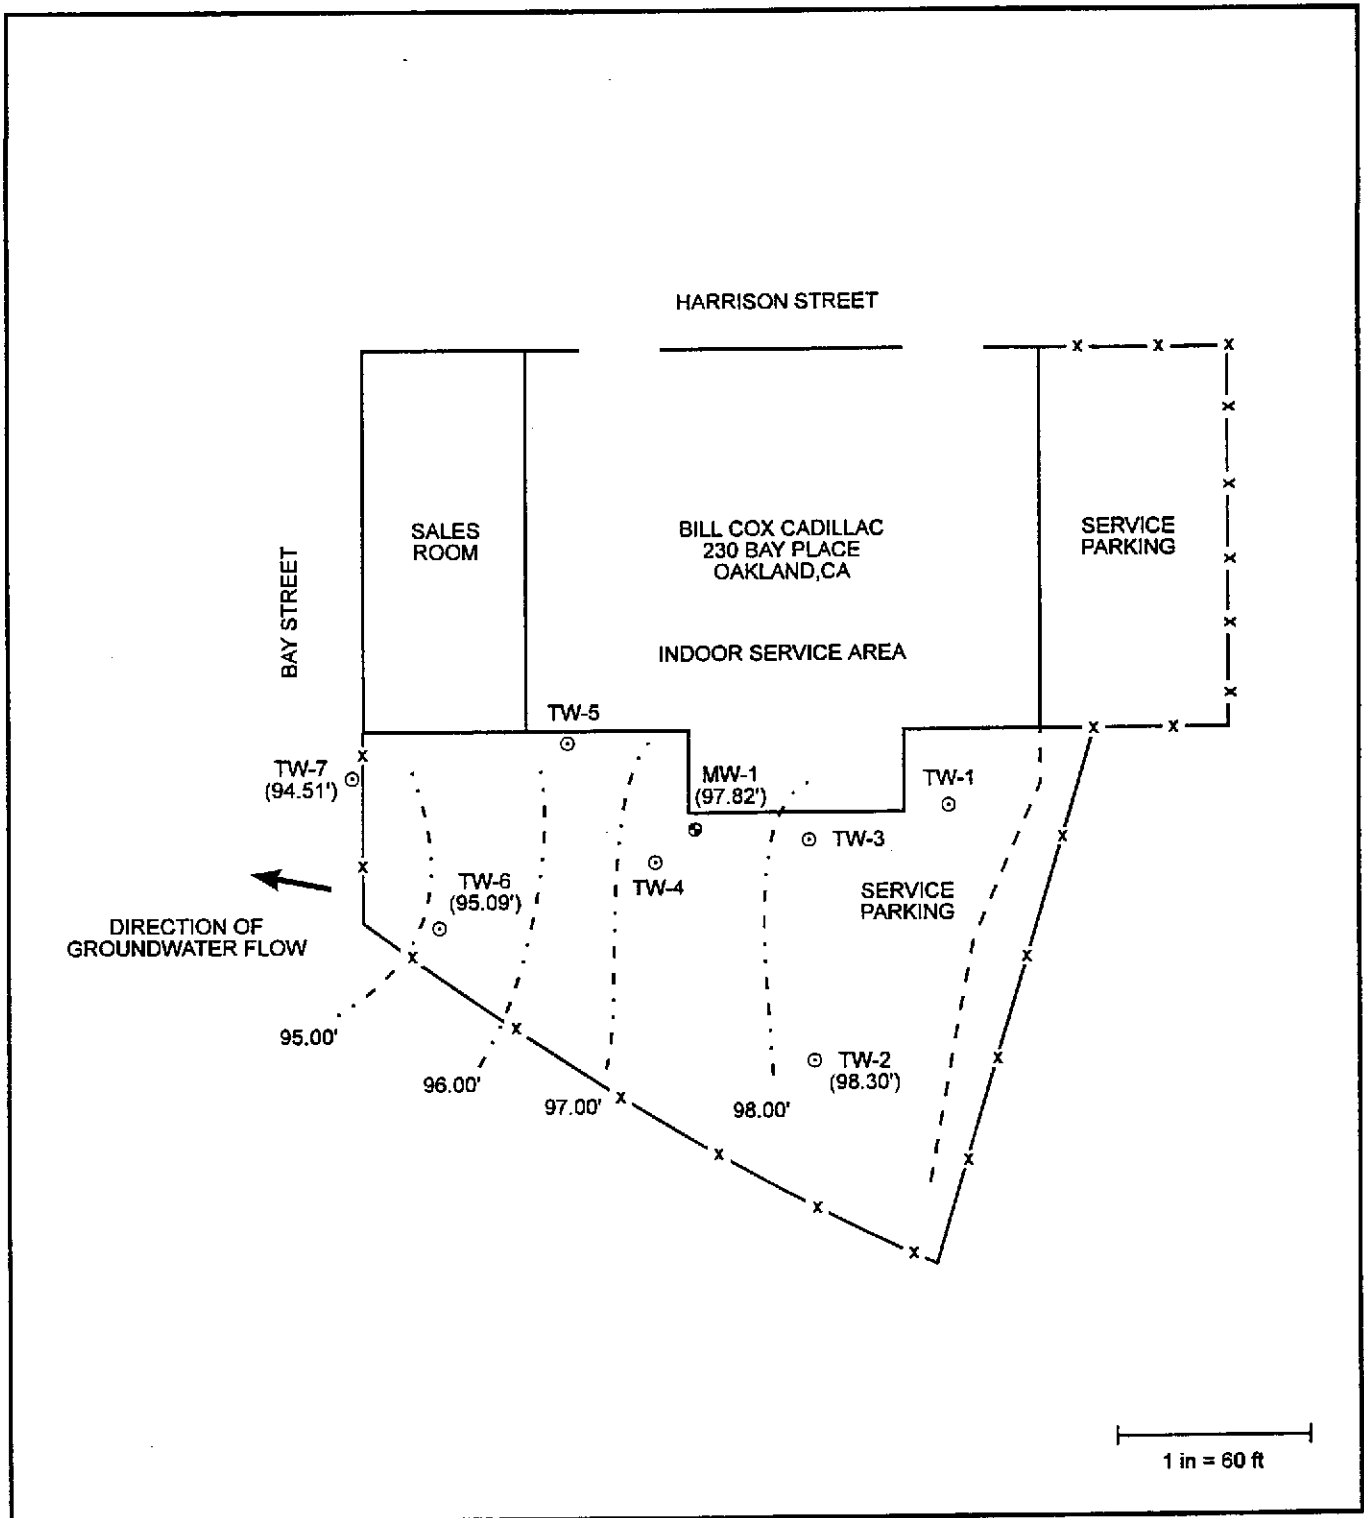 HARRISON STREET
SALES
ROOM
BILL COX CADILLAC
230 BAY PLACE
OAKLAND,CA
SERVICE
PARKING
BAY STREET
INDOOR SERVICE AREA
TW-5
TW-7
(94.51')
MW-1
(97.82')
TW-1
TW-3
TW-4
TW-6
(95.09')
SERVICE
PARKING
DIRECTION OF
GROUNDWATER FLOW
95.00'
96.00'
97.00'
98.00'
TW-2
(98.30')
1 in = 60 ft